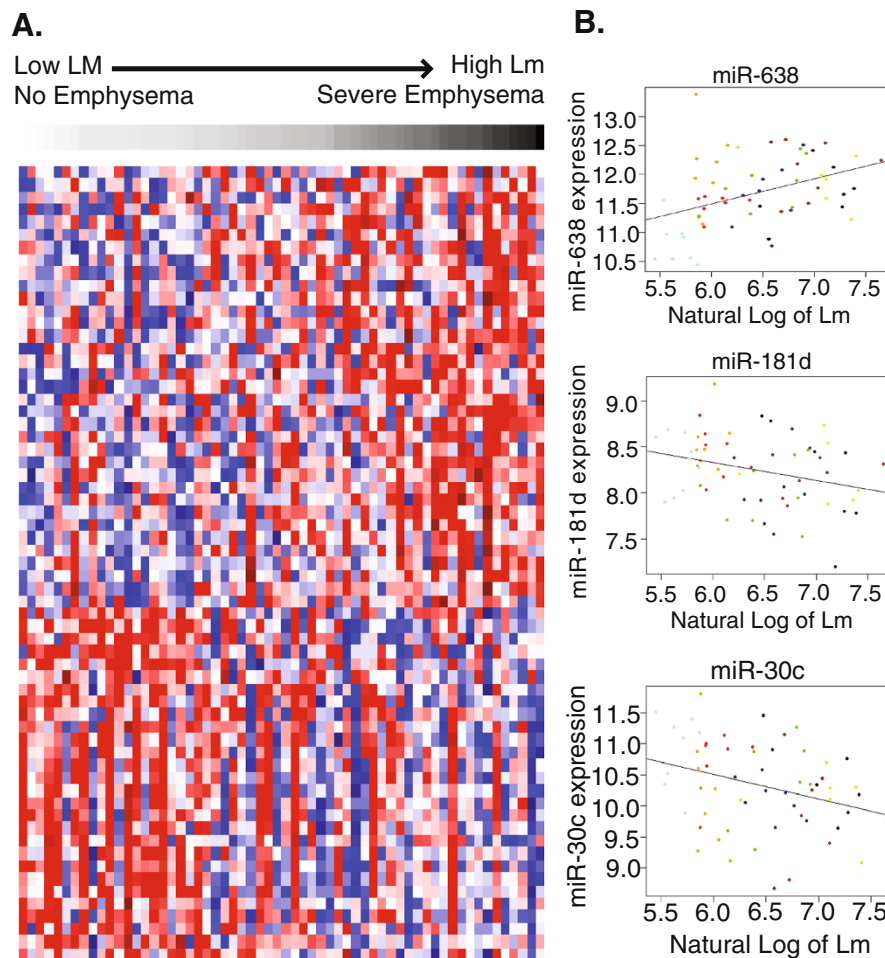 A.
Low LM High Lm
No Emphysema Severe Emphysema
B.
miR-638
miR-638 expression
13.0
12.5
12.0
11.5
11.0
10.5
5.5 6.0 6.5 7.0 7.5
Natural Log of Lm
miR-181d
miR-181d expression
9.0
8.5
8.0
7.5
5.5 6.0 6.5 7.0 7.5
Natural Log of Lm
miR-30c
miR-30c expression
11.5
11.0
10.5
10.0
9.5
9.0
5.5 6.0 6.5 7.0 7.5
Natural Log of Lm